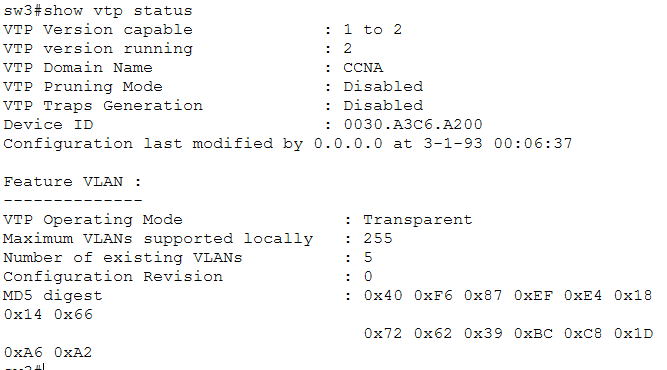 sw3#show vtp status
VTP Version capable : 1 to 2
VTP version running : 2
VTP Domain Name : CCNA
VTP Pruning Mode : Disabled
VTP Traps Generation : Disabled
Device ID : 0030.A3C6.A200
Configuration last modified by 0.0.0.0 at 3-1-93 00:06:37
Feature VLAN :
--------------
VTP Operating Mode : Transparent
Maximum VLANs supported locally : 255
Number of existing VLANs : 5
Configuration Revision : 0
MD5 digest : 0x40 0xF6 0x87 0xEF 0xE4 0x18
0x14 0x66
0x72 0x62 0x39 0xBC 0xC8 0x1D
0xA6 0xA2
sw3#